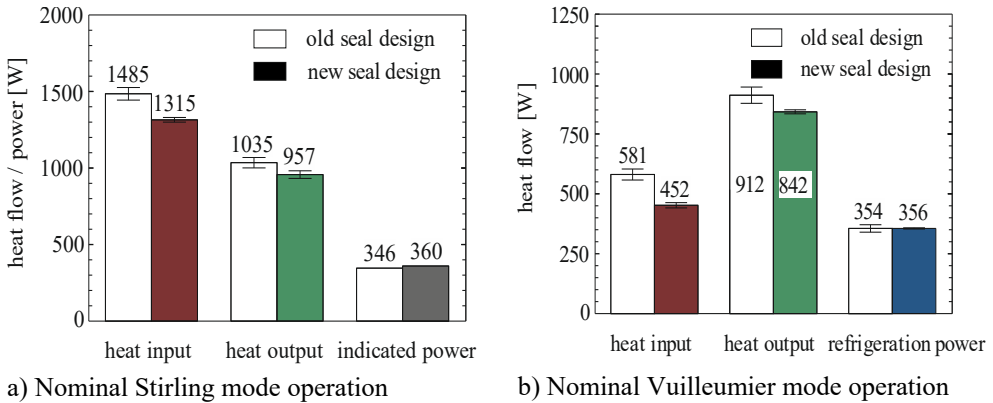 2000
1500
1000
500
0
heat flow / power [W]
old seal design
new seal design
1485
1315
1035
957
346
360
heat input
heat output
indicated power
a) Nominal Stirling mode operation
1250
1000
750
500
250
0
heat flow [W]
old seal design
new seal design
581
452
912
842
354
356
heat input
heat output
refrigeration power
b) Nominal Vuilleumier mode operation